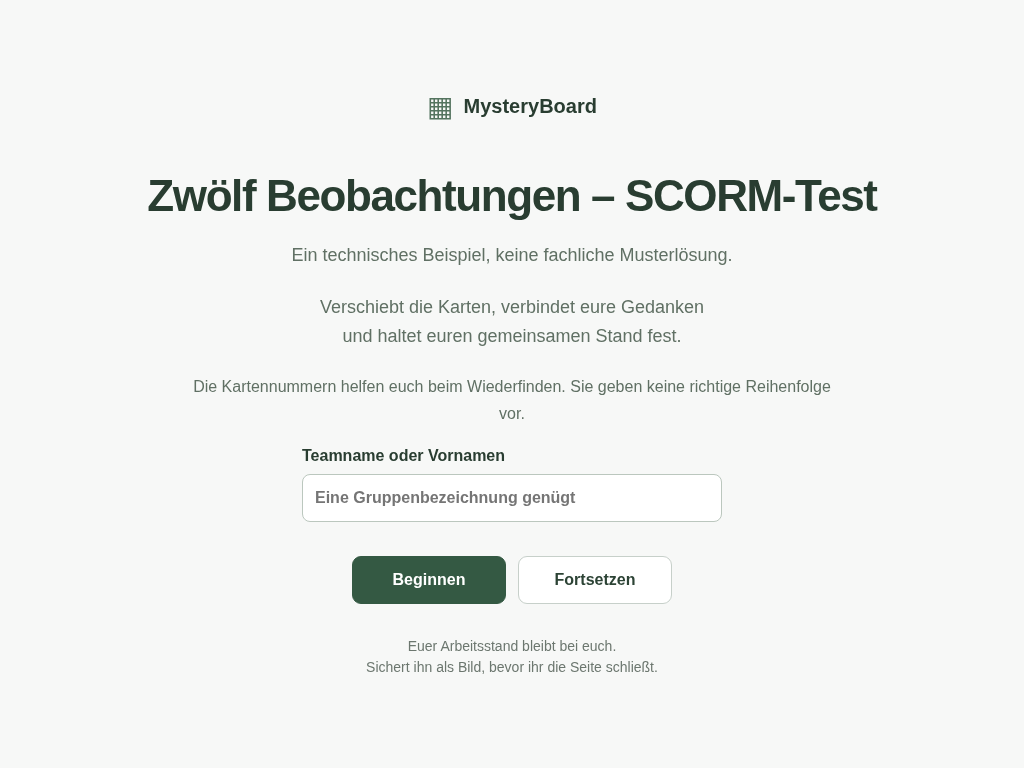 MysteryBoard
Zwölf Beobachtungen – SCORM-Test
Ein technisches Beispiel, keine fachliche Musterlösung.
Verschiebt die Karten, verbindet eure Gedanken
und haltet euren gemeinsamen Stand fest.
Die Kartennummern helfen euch beim Wiederfinden. Sie geben keine richtige Reihenfolge
vor.
Teamname oder Vornamen
Eine Gruppenbezeichnung genügt
Beginnen
Fortsetzen
Euer Arbeitsstand bleibt bei euch.
Sichert ihn als Bild, bevor ihr die Seite schließt.